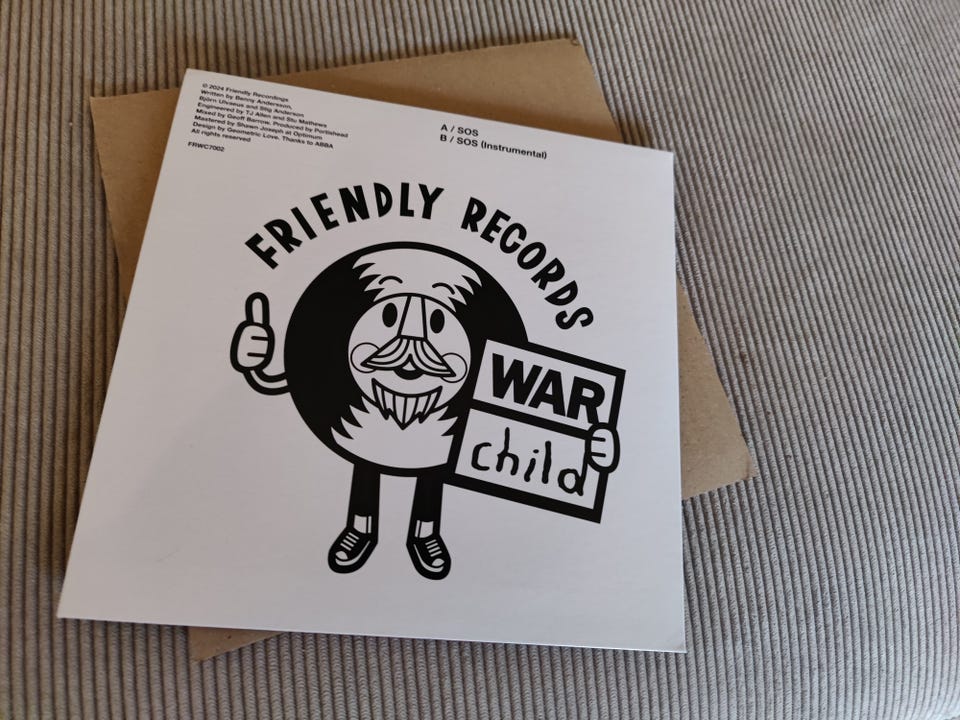 ℗ 2024 Friendly Recordings
Written by Benny Andersson,
Björn Ulvaeus and Stig Anderson
Engineered by TJ Allen and Stu Mathews
Mixed by Geoff Barrow. Produced by Portishead
Mastered by Shawn Joseph at Optimum
Design by Geometric Love. Thanks to ABBA
All rights reserved
FRWC7002
A / SOS
B / SOS (Instrumental)
FRIENDLY RECORDS
WAR
child